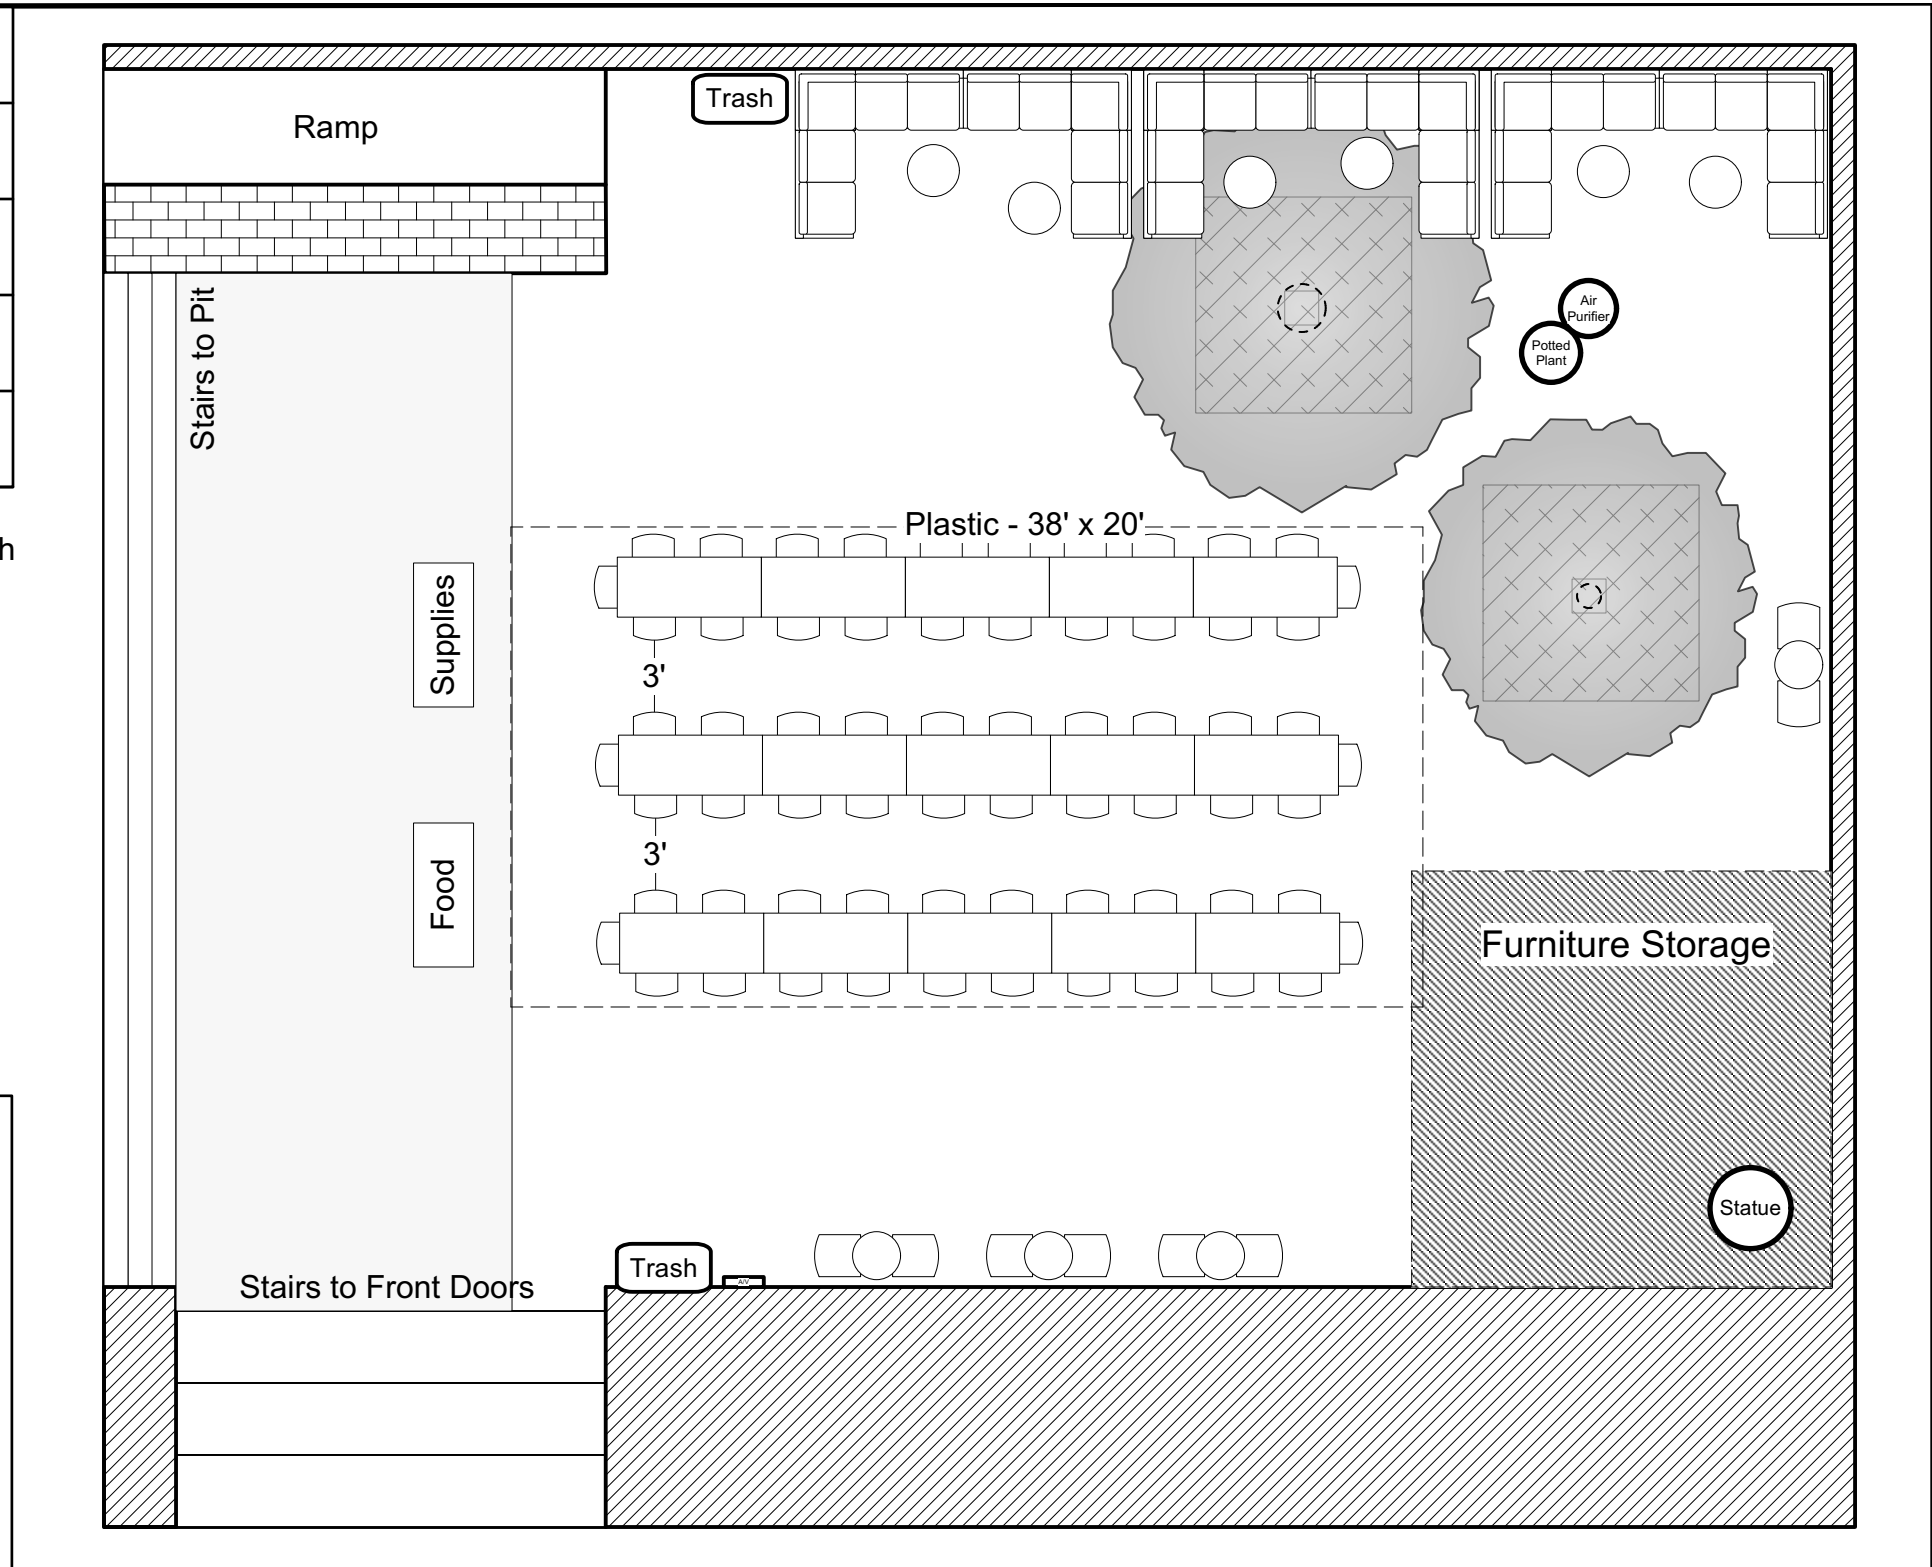 Trash
Ramp
Air
Purifier
Potted
Plant
Stairs to Pit
Plastic - 38' x 20'
h
Supplies
3'
3'
Food
Furniture Storage
Statue
Trash
A/V
Stairs to Front Doors